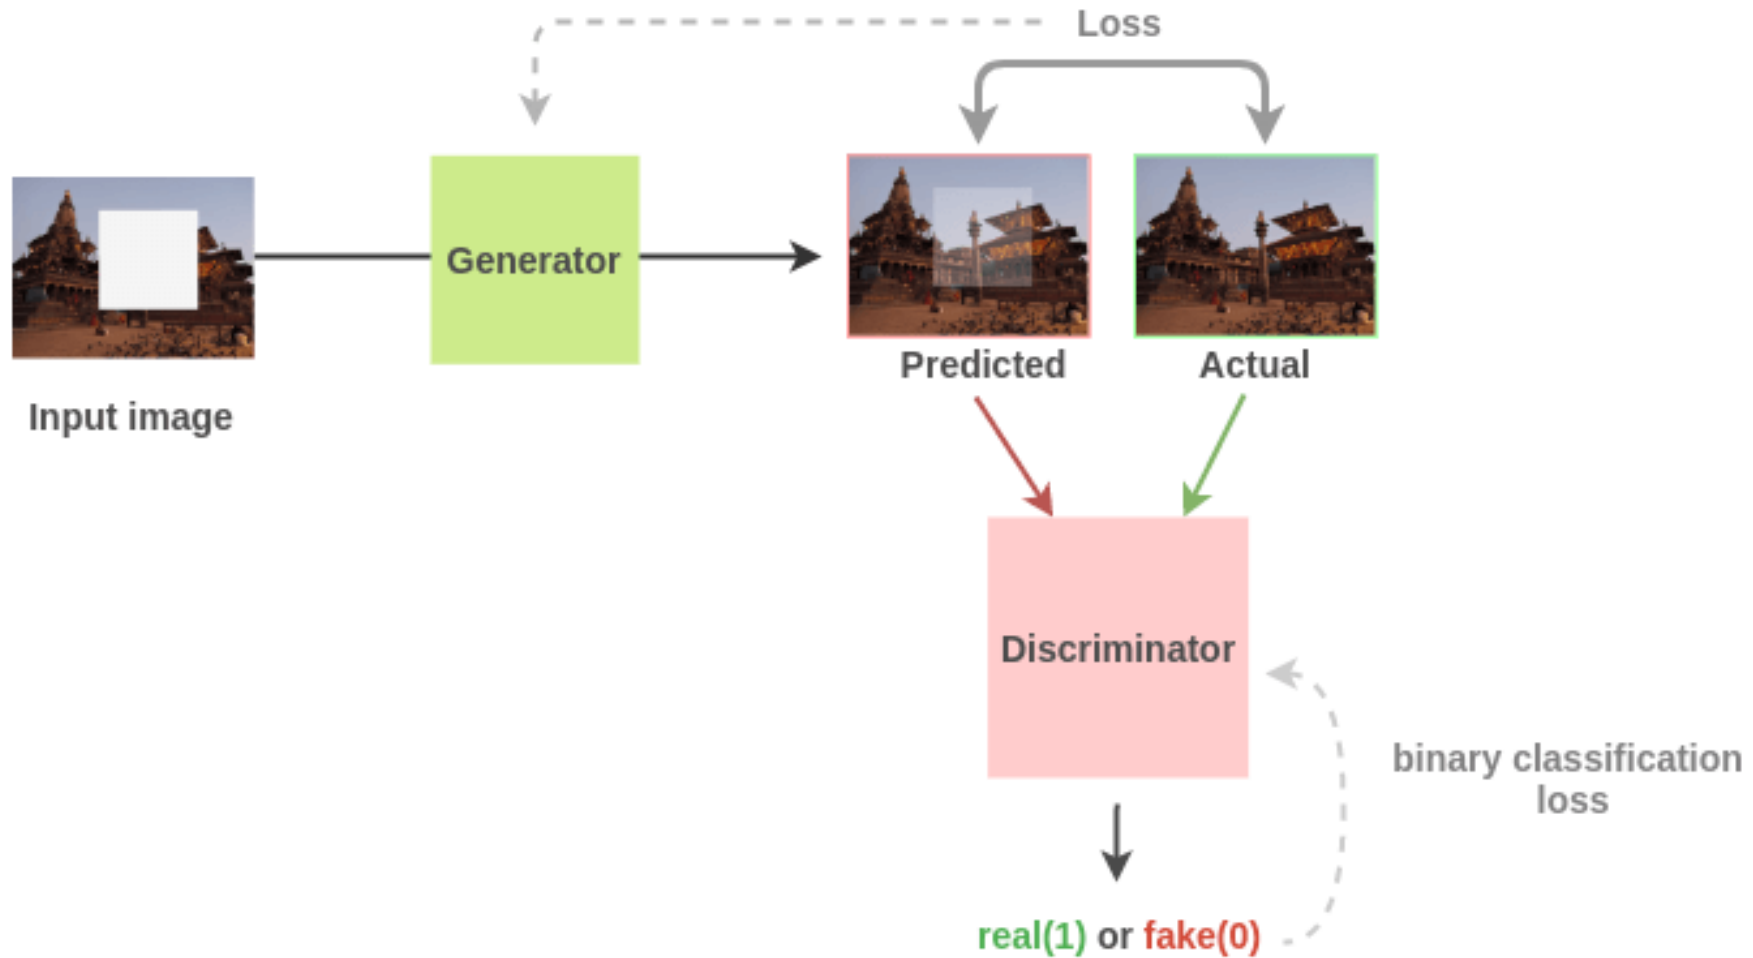 Loss
Generator
Input image
Predicted
Actual
Discriminator
binary classification
loss
real(1) or fake(0)